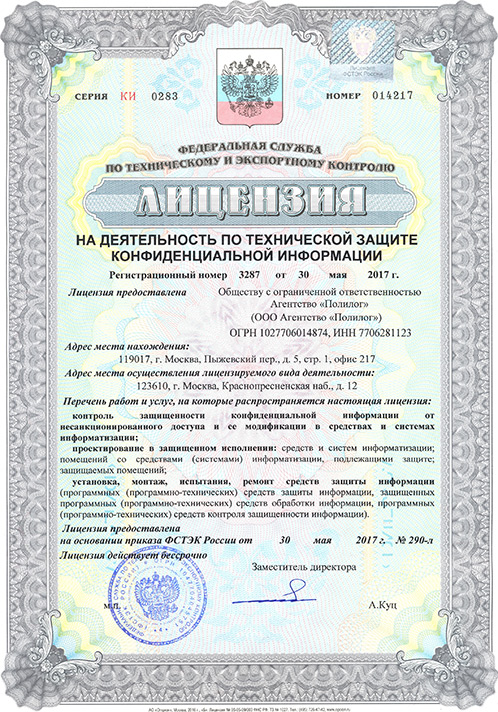 Лицензия
ФСТЭК России
СЕРИЯ КИ 0283 НОМЕР 014217
ФЕДЕРАЛЬНАЯ СЛУЖБА
ПО ТЕХНИЧЕСКОМУ И ЭКСПОРТНОМУ КОНТРОЛЮ
ЛИЦЕНЗИЯ
НА ДЕЯТЕЛЬНОСТЬ ПО ТЕХНИЧЕСКОЙ ЗАЩИТЕ
КОНФИДЕНЦИАЛЬНОЙ ИНФОРМАЦИИ
Регистрационный номер 3287 от 30 мая 2017 г.
Лицензия предоставлена Обществу с ограниченной ответственностью
Агентство «Полилог»
(ООО Агентство «Полилог»)
ОГРН 1027706014874, ИНН 7706281123
Адрес места нахождения:
119017, г. Москва, Пыжевский пер., д. 5, стр. 1, офис 217
Адрес места осуществления лицензируемого вида деятельности:
123610, г. Москва, Краснопресненская наб., д. 12
Перечень работ и услуг, на которые распространяется настоящая лицензия:
контроль защищенности конфиденциальной информации от
несанкционированного доступа и ее модификации в средствах и системах
информатизации;
проектирование в защищенном исполнении: средств и систем информатизации;
помещений со средствами (системами) информатизации, подлежащими защите;
защищаемых помещений;
установка, монтаж, испытания, ремонт средств защиты информации
(программных (программно-технических) средств защиты информации, защищенных
программных (программно-технических) средств обработки информации, программных
(программно-технических) средств контроля защищенности информации).
Лицензия предоставлена
на основании приказа ФСТЭК России от 30 мая 2017 г. № 290-л
Лицензия действует бессрочно
Заместитель директора
м.п. А.Куц